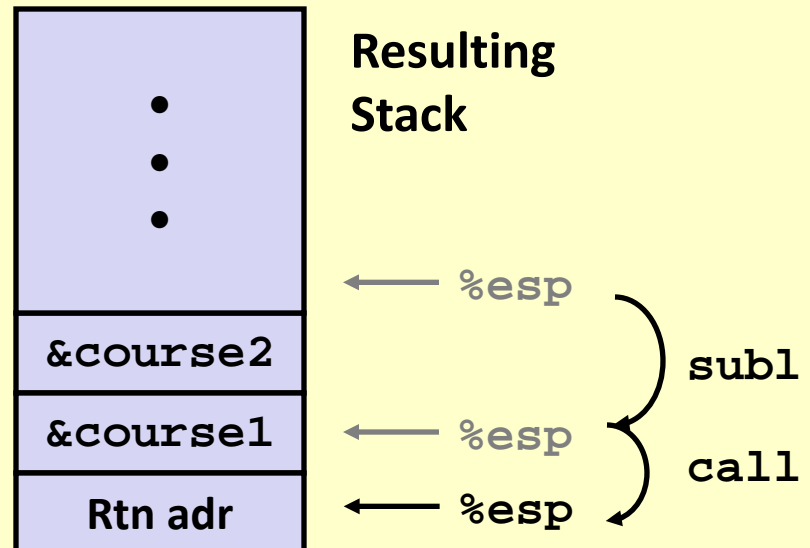 Resulting
Stack
%esp
&course2
subl
&course1
%esp
call
Rtn adr
%esp